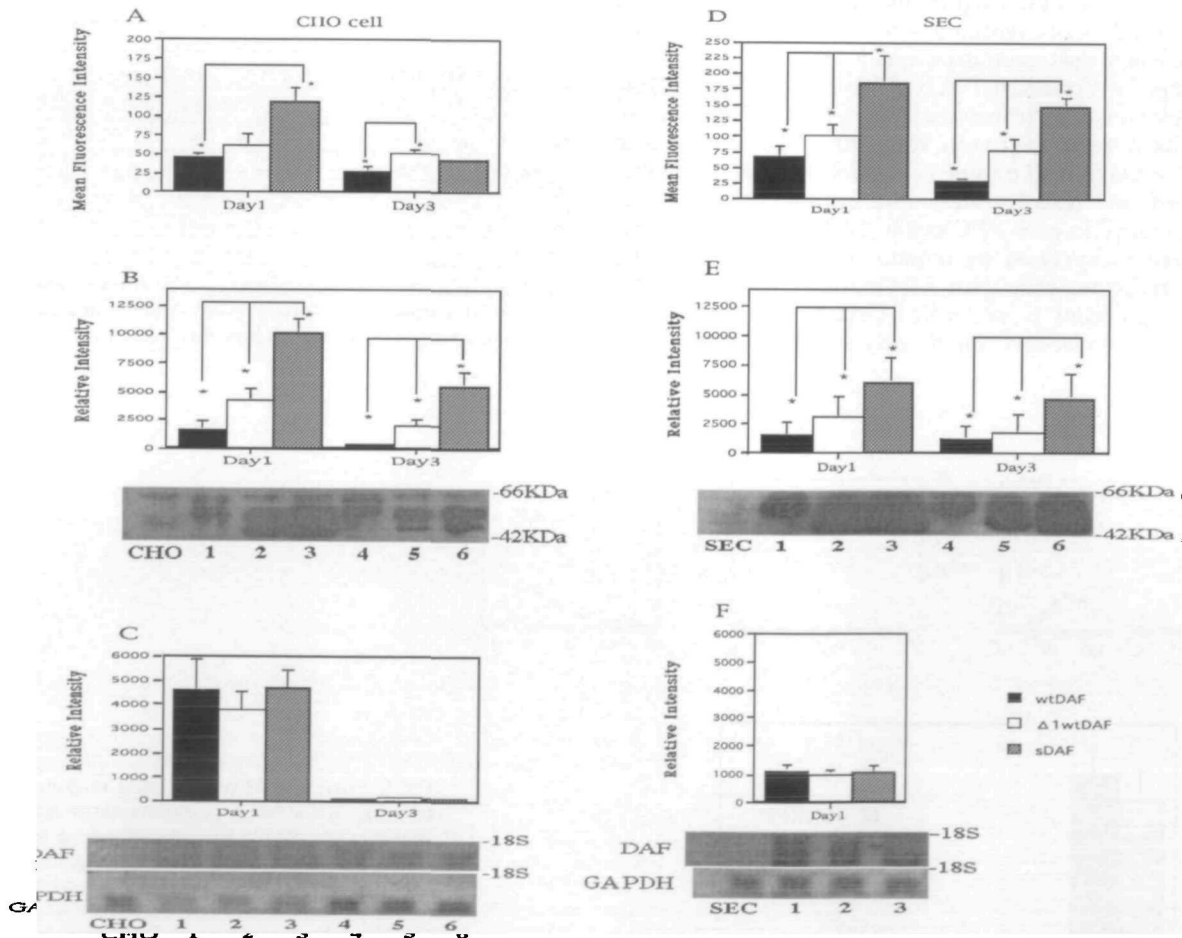 A
CHO cell
Mean Fluorescence Intensity
200
175
150
125
100
75
50
25
0
*
*
*
*
Day1
Day3
D
SEC
Mean Fluorescence Intensity
250
225
200
175
150
125
100
75
50
25
0
*
*
*
*
*
*
Day1
Day3
B
Relative Intensity
12500
10000
7500
5000
2500
0
*
*
*
*
*
*
Day1
Day3
-66KDa
-42KDa
CHO 1 2 3 4 5 6
E
Relative Intensity
12500
10000
7500
5000
2500
0
*
*
*
*
*
*
Day1
Day3
-66KDa
-42KDa
SEC 1 2 3 4 5 6
C
Relative Intensity
6000
5000
4000
3000
2000
1000
0
Day1
Day3
DAF
-18S
-18S
GAPDH
CHO 1 2 3 4 5 6
F
Relative Intensity
6000
5000
4000
3000
2000
1000
0
Day1
wtDAF
Δ1wtDAF
sDAF
DAF
-18S
-18S
GAPDH
SEC 1 2 3